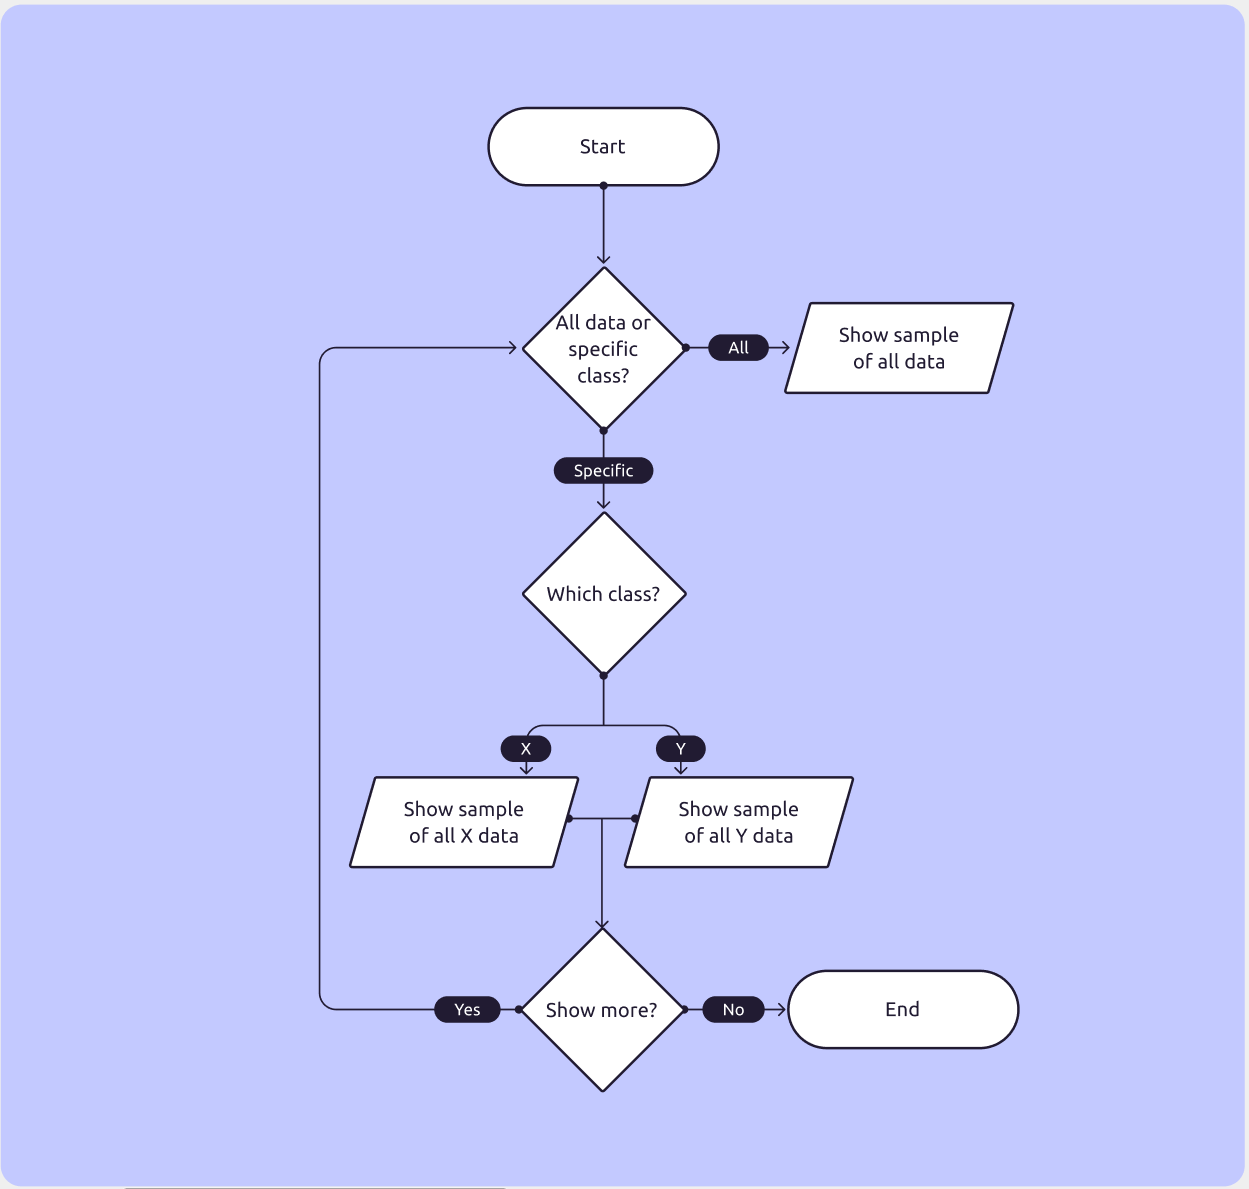 Start
All data or
specific
class?
All
Show sample
of all data
Specific
Which class?
X
Y
Show sample
of all X data
Show sample
of all Y data
Yes
Show more?
No
End